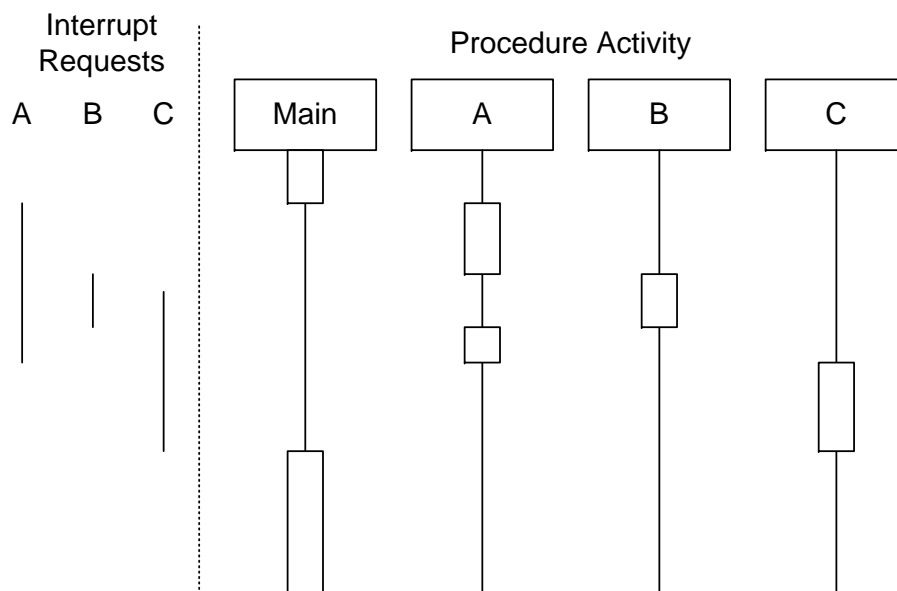 Interrupt
Requests
Procedure Activity
A B C
Main A B C